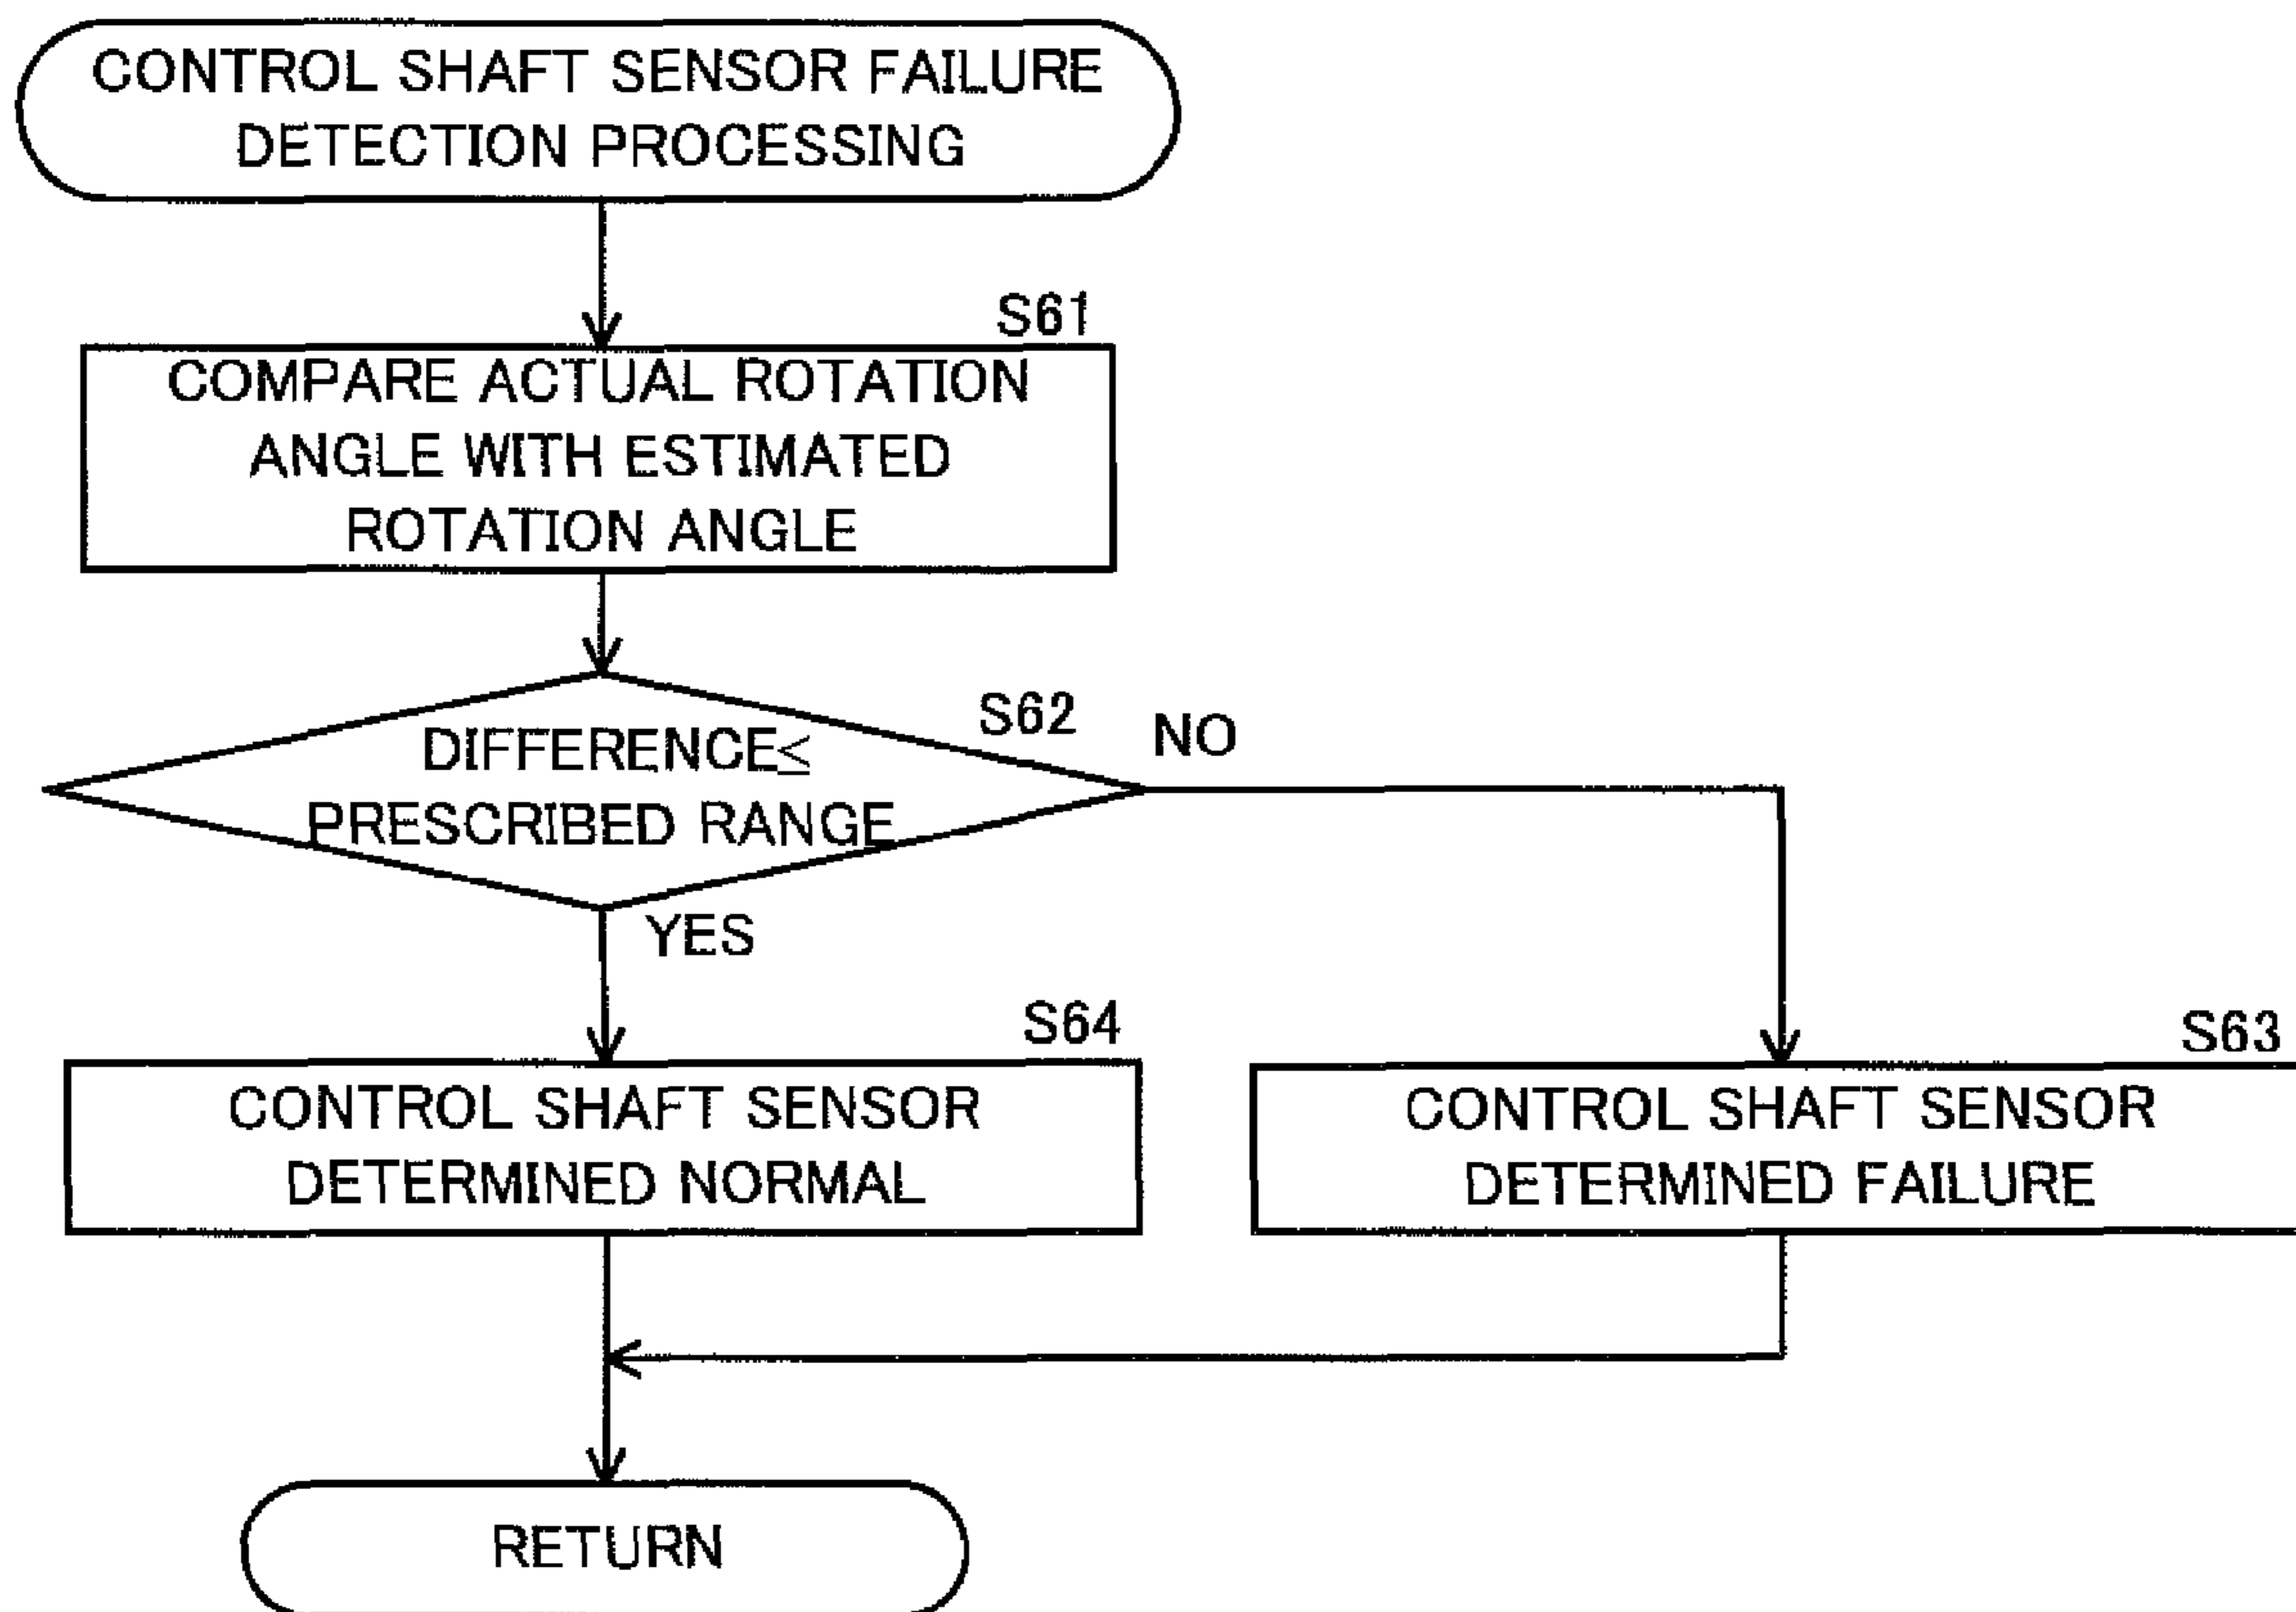 CONTROL SHAFT SENSOR FAILURE
DETECTION PROCESSING
S61
COMPARE ACTUAL ROTATION
ANGLE WITH ESTIMATED
ROTATION ANGLE
S62
NO
DIFFERENCE≤
PRESCRIBED RANGE
YES
S64
CONTROL SHAFT SENSOR
DETERMINED NORMAL
S63
CONTROL SHAFT SENSOR
DETERMINED FAILURE
RETURN